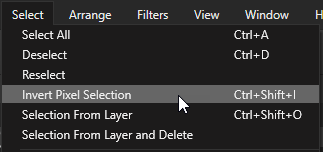 Select Arrange Filters View Window H
Select All Ctrl+A
Deselect Ctrl+D
Reselect
Invert Pixel Selection Ctrl+Shift+I
Selection From Layer Ctrl+Shift+O
Selection From Layer and Delete